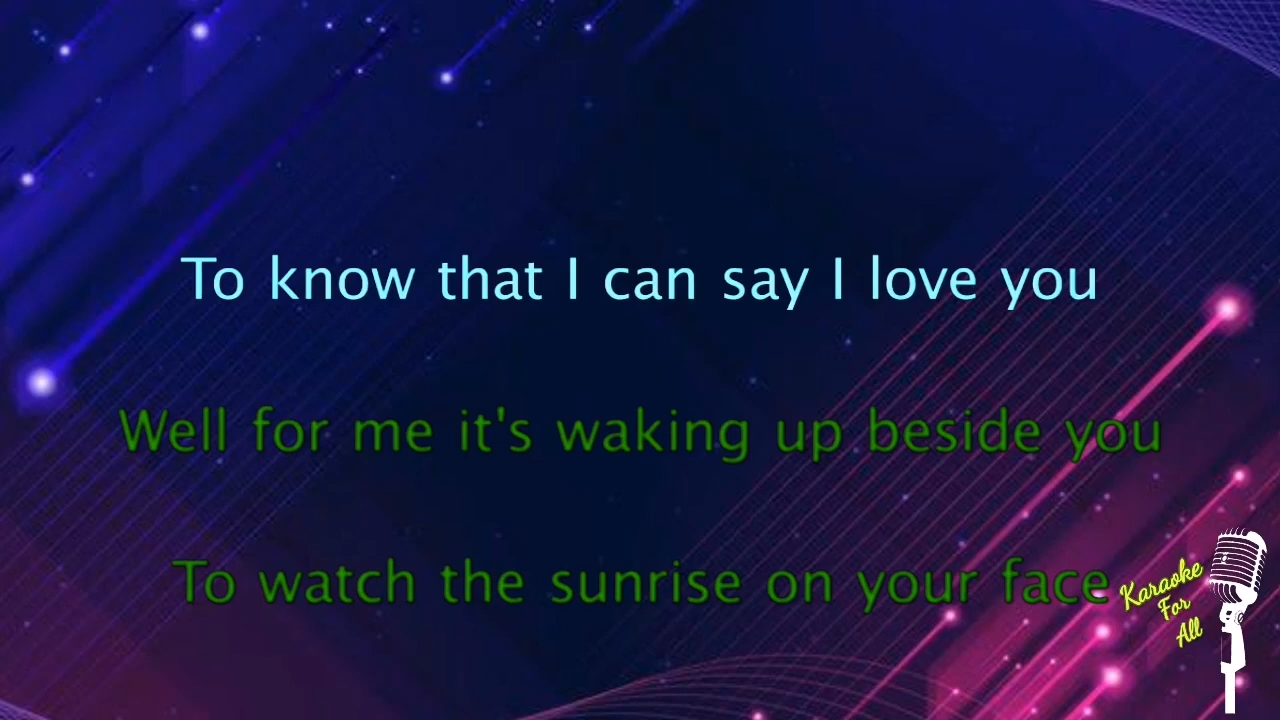 To know that I can say I love you
Well for me it's waking up beside you
To watch the sunrise on your face
Karaoke
For
All